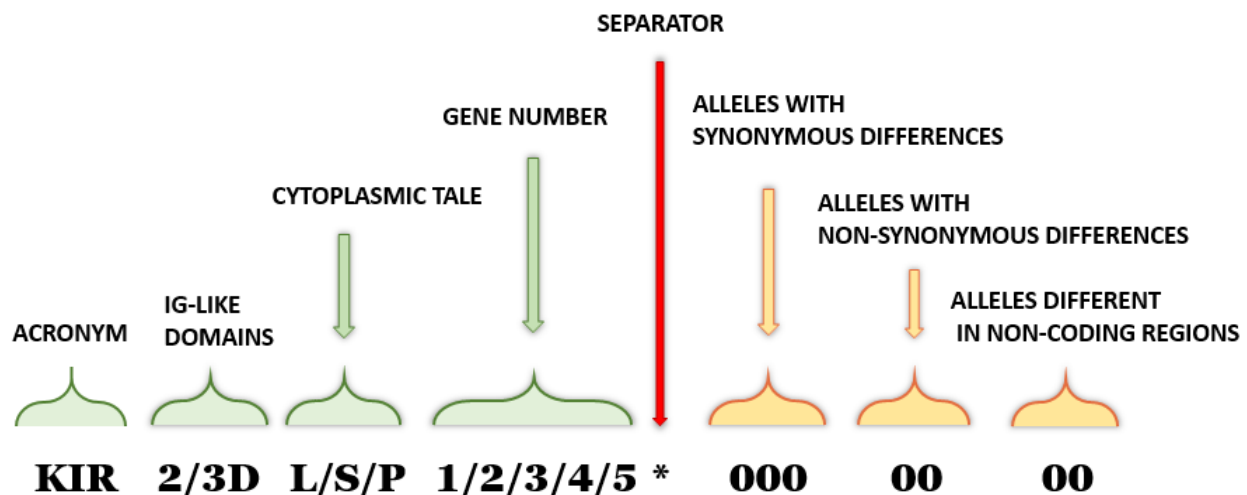 SEPARATOR
ALLELES WITH
SYNONYMOUS DIFFERENCES
GENE NUMBER
CYTOPLASMIC TALE
ALLELES WITH
NON-SYNONYMOUS DIFFERENCES
IG-LIKE
DOMAINS
ACRONYM
ALLELES DIFFERENT
IN NON-CODING REGIONS
KIR 2/3D L/S/P 1/2/3/4/5 * 000 00 00